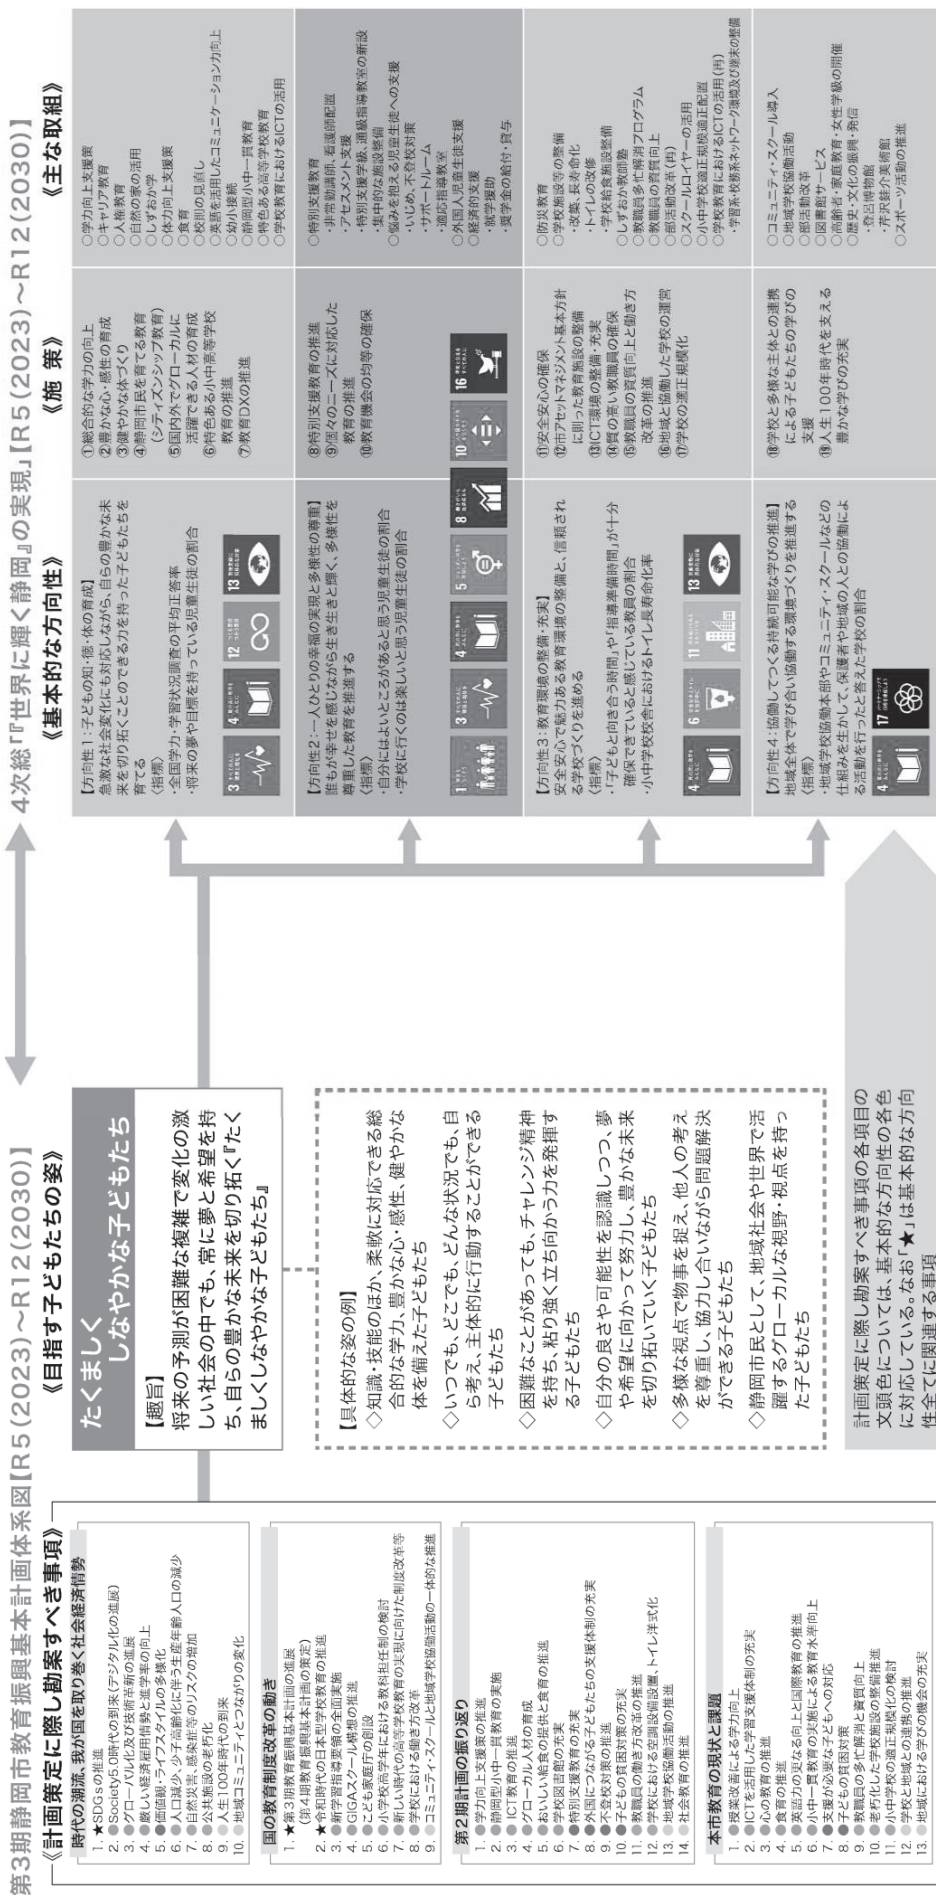 第3期静岡市教育振興基本計画体系図【R5(2023)～R12(2030)】
4次総「『世界に輝く静岡』の実現」【R5(2023)～R12(2030)】
《計画策定に際し勘案すべき事項》
時代の潮流、我が国を取り巻く社会経済情勢
1. ★SDGsの推進
2. ●Society5.0時代の到来(デジタル化の進展)
3. ●グローバル化及び技術革新の進展
4. ●厳しい経済雇用情勢と進学率の向上
5. ●価値観・ライフスタイルの多様化
6. ●人口減少、少子高齢化に伴う生産年齢人口の減少
7. ●自然災害、感染症等のリスクの増加
8. ●公共施設の老朽化
9. ●人生100年時代の到来
10. ●地域コミュニティとつながりの変化
国の教育制度改革の動き
1. ★第3期教育振興基本計画の進展
(第4期教育振興基本計画の策定)
2. ★令和時代の日本型学校教育の推進
3. ●新学習指導要領の全面実施
4. ●GIGAスクール構想の推進
5. ●こども家庭庁の創設
6. ●小学校高学年における教科担任制の検討
7. ●新しい時代の高等学校教育の実現に向けた制度改革等
8. ●学校における働き方改革
9. ●コミュニティ・スクールと地域学校協働活動の一体的な推進
第2期計画の振り返り
1. ●学力向上支援策の推進
2. ●静岡型小中一貫教育の実施
3. ●ICT教育の推進
4. ●グローカル人材の育成
5. ●おいしい給食の提供と食育の推進
6. ●学校図書館の充実
7. ●特別支援教育の充実
8. ●外国につながる子どもたちの支援体制の充実
9. ●不登校対策の推進
10. ●子どもの貧困対策の充実
11. ●教職員の働き方改革の推進
12. ●学校における空調設備設置、トイレ洋式化
13. ●地域学校協働活動の推進
14. ●社会教育の推進
本市教育の現状と課題
1. ●授業改善による学力向上
2. ●ICTを活用した学習支援体制の充実
3. ●心の教育の推進
4. ●食育の推進
5. ●英語力の更なる向上と国際教育の推進
6. ●小中一貫教育の実施による教育水準向上
7. ●支援が必要な子どもへの対応
8. ●子どもの貧困対策
9. ●教職員の多忙解消と資質向上
10. ●老朽化した学校施設の整備推進
11. ●小中学校の適正規模化の検討
12. ●学校と地域との連携の推進
13. ●地域における学びの機会の充実
《目指す子どもたちの姿》
たくましく
しなやかな子どもたち
【趣旨】
将来の予測が困難な複雑で変化の激
しい社会の中でも、常に夢と希望を持
ち、自らの豊かな未来を切り拓く『たく
ましくしなやかな子どもたち』
【具体的な姿の例】
◇知識・技能のほか、柔軟に対応できる総
合的な学力、豊かな心・感性、健やかな
体を備えた子どもたち
◇いつでも、どこでも、どんな状況でも、自
ら考え、主体的に行動することができる
子どもたち
◇困難なことがあっても、チャレンジ精神
を持ち、粘り強く立ち向かう力を発揮す
る子どもたち
◇自分の良さや可能性を認識しつつ、夢
や希望に向かって努力し、豊かな未来
を切り拓いていく子どもたち
◇多様な視点で物事を捉え、他人の考え
を尊重し、協力し合いながら問題解決
ができる子どもたち
◇静岡市民として、地域社会や世界で活
躍するグローカルな視野・視点を持っ
た子どもたち
計画策定に際し勘案すべき事項の各項目の
文頭色については、基本的な方向性の各色
に対応している。なお「★」は基本的な方向
性全てに関連する事項
《基本的な方向性》
《施 策》
《主な取組》
【方向性1：子どもの知・徳・体の育成】
急激な社会変化にも対応しながら、自らの豊かな未
来を切り拓くことのできる力を持った子どもたちを
育てる
〈指標〉
・全国学力・学習状況調査の平均正答率
・将来の夢や目標を持っている児童生徒の割合
3
4
12
13
①総合的な学力の向上
②豊かな心・感性の育成
③健やかな体づくり
④静岡市民を育てる教育
(シティズンシップ教育)
⑤国内外でグローカルに
活躍できる人材の育成
⑥特色ある小中高等学校
教育の推進
⑦教育DXの推進
○学力向上支援策
○キャリア教育
○人権教育
○自然の家の活用
○しずおか学
○体力向上支援策
○食育
○校則の見直し
○英語を活用したコミュニケーション力向上
○幼小接続
○静岡型小中一貫教育
○特色ある高等学校教育
○学校教育におけるICTの活用
【方向性2：一人ひとりの幸福の実現と多様性の尊重】
誰もが幸せを感じながら生き生きと輝く、多様性を
尊重した教育を推進する
〈指標〉
・自分にはよいところがあると思う児童生徒の割合
・学校に行くのは楽しいと思う児童生徒の割合
1
3
4
5
8
10
16
⑧特別支援教育の推進
⑨個々のニーズに対応した
教育の推進
⑩教育機会の均等の確保
○特別支援教育
・非常勤講師、看護師配置
・アセスメント支援
・特別支援学級、通級指導教室の新設
・集中的な施設整備
○悩みを抱える児童生徒への支援
・いじめ、不登校対策
・サポートルーム
・適応指導教室
○外国人児童生徒支援
○経済的支援
・就学援助
・奨学金の給付・貸与
【方向性3：教育環境の整備・充実】
安全安心で魅力ある教育環境の整備と、信頼され
る学校づくりを進める
〈指標〉
・「子どもと向き合う時間」や「指導準備時間」が十分
確保できていると感じている教員の割合
・小中学校校舎におけるトイレ長寿命化率
4
6
11
13
⑪安全安心の確保
⑫市アセットマネジメント基本方針
に則った教育施設の整備
⑬ICT環境の整備・充実
⑭質の高い教職員の確保
⑮教職員の資質向上と働き方
改革の推進
⑯地域と協働した学校の運営
⑰学校の適正規模化
○防災教育
○学校施設等の整備
・改築、長寿命化
・トイレの改修
・学校給食施設整備
○しずおか教師塾
○教職員多忙解消プログラム
○教職員の資質向上
○部活動改革(再)
○スクールロイヤーの活用
○小中学校適正規模適正配置
○学校教育におけるICTの活用(再)
・学習系・校務系ネットワーク環境及び端末の整備
【方向性4：協働してつくる持続可能な学びの推進】
地域全体で学び合い協働する環境づくりを推進する
〈指標〉
・地域学校協働本部やコミュニティ・スクールなどの
仕組みを生かして、保護者や地域の人との協働によ
る活動を行ったと答えた学校の割合
4
17
⑱学校と多様な主体との連携
による子どもたちの学びの
支援
⑲人生100年時代を支える
豊かな学びの充実
○コミュニティ・スクール導入
○地域学校協働活動
○部活動改革
○図書館サービス
○高齢者・家庭教育・女性学級の開催
○歴史・文化の振興・発信
・登呂博物館
・芹沢銈介美術館
○スポーツ活動の推進